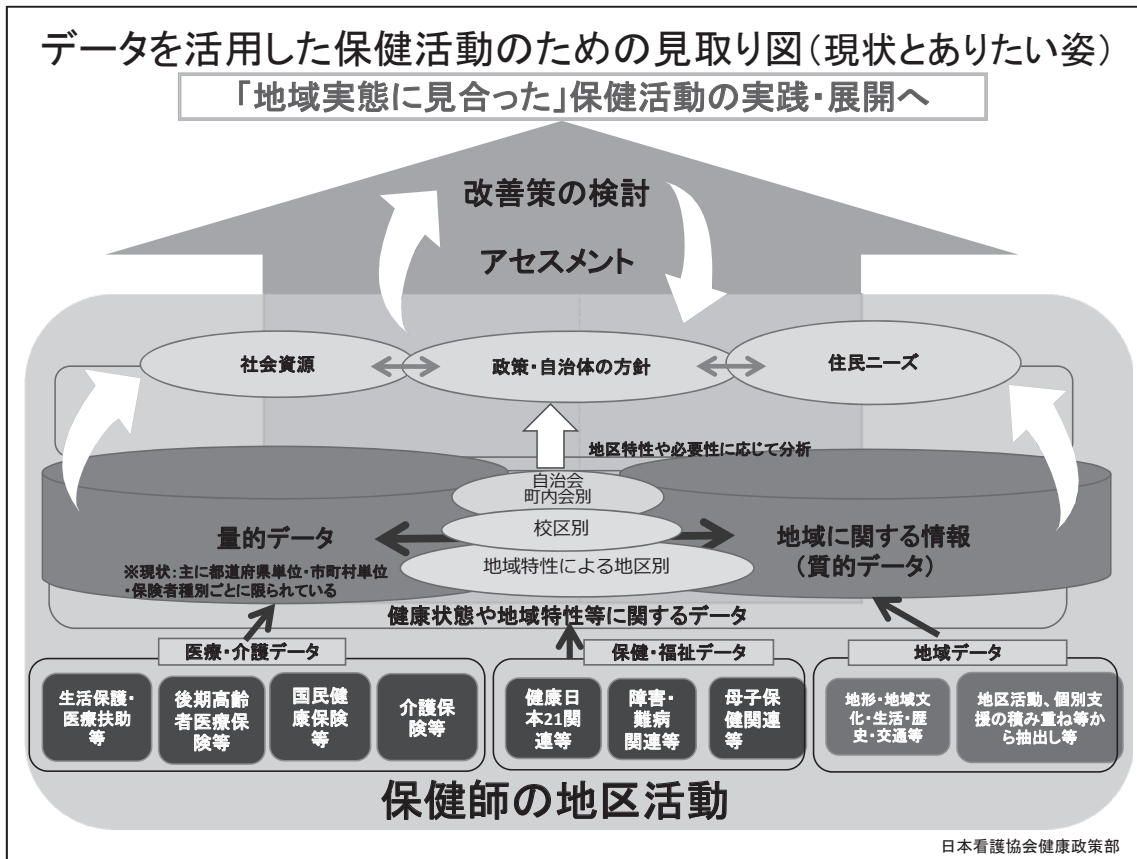 データを活用した保健活動のための見取り図(現状とありたい姿)
「地域実態に見合った」保健活動の実践・展開へ
改善策の検討
アセスメント
社会資源
政策・自治体の方針
住民ニーズ
地区特性や必要性に応じて分析
自治会
町内会別
校区別
地域特性による地区別
量的データ
※現状:主に都道府県単位・市町村単位
・保険者種別ごとに限られている
地域に関する情報
(質的データ)
健康状態や地域特性等に関するデータ
医療・介護データ
生活保護・
医療扶助
等
後期高齢
者医療保
険等
国民健
康保険
等
介護保
険等
保健・福祉データ
健康日
本21関
連等
障害・
難病
関連等
母子保
健関連
等
地域データ
地形・地域文
化・生活・歴
史・交通等
地区活動、個別支
援の積み重ね等か
ら抽出し等
保健師の地区活動
日本看護協会健康政策部